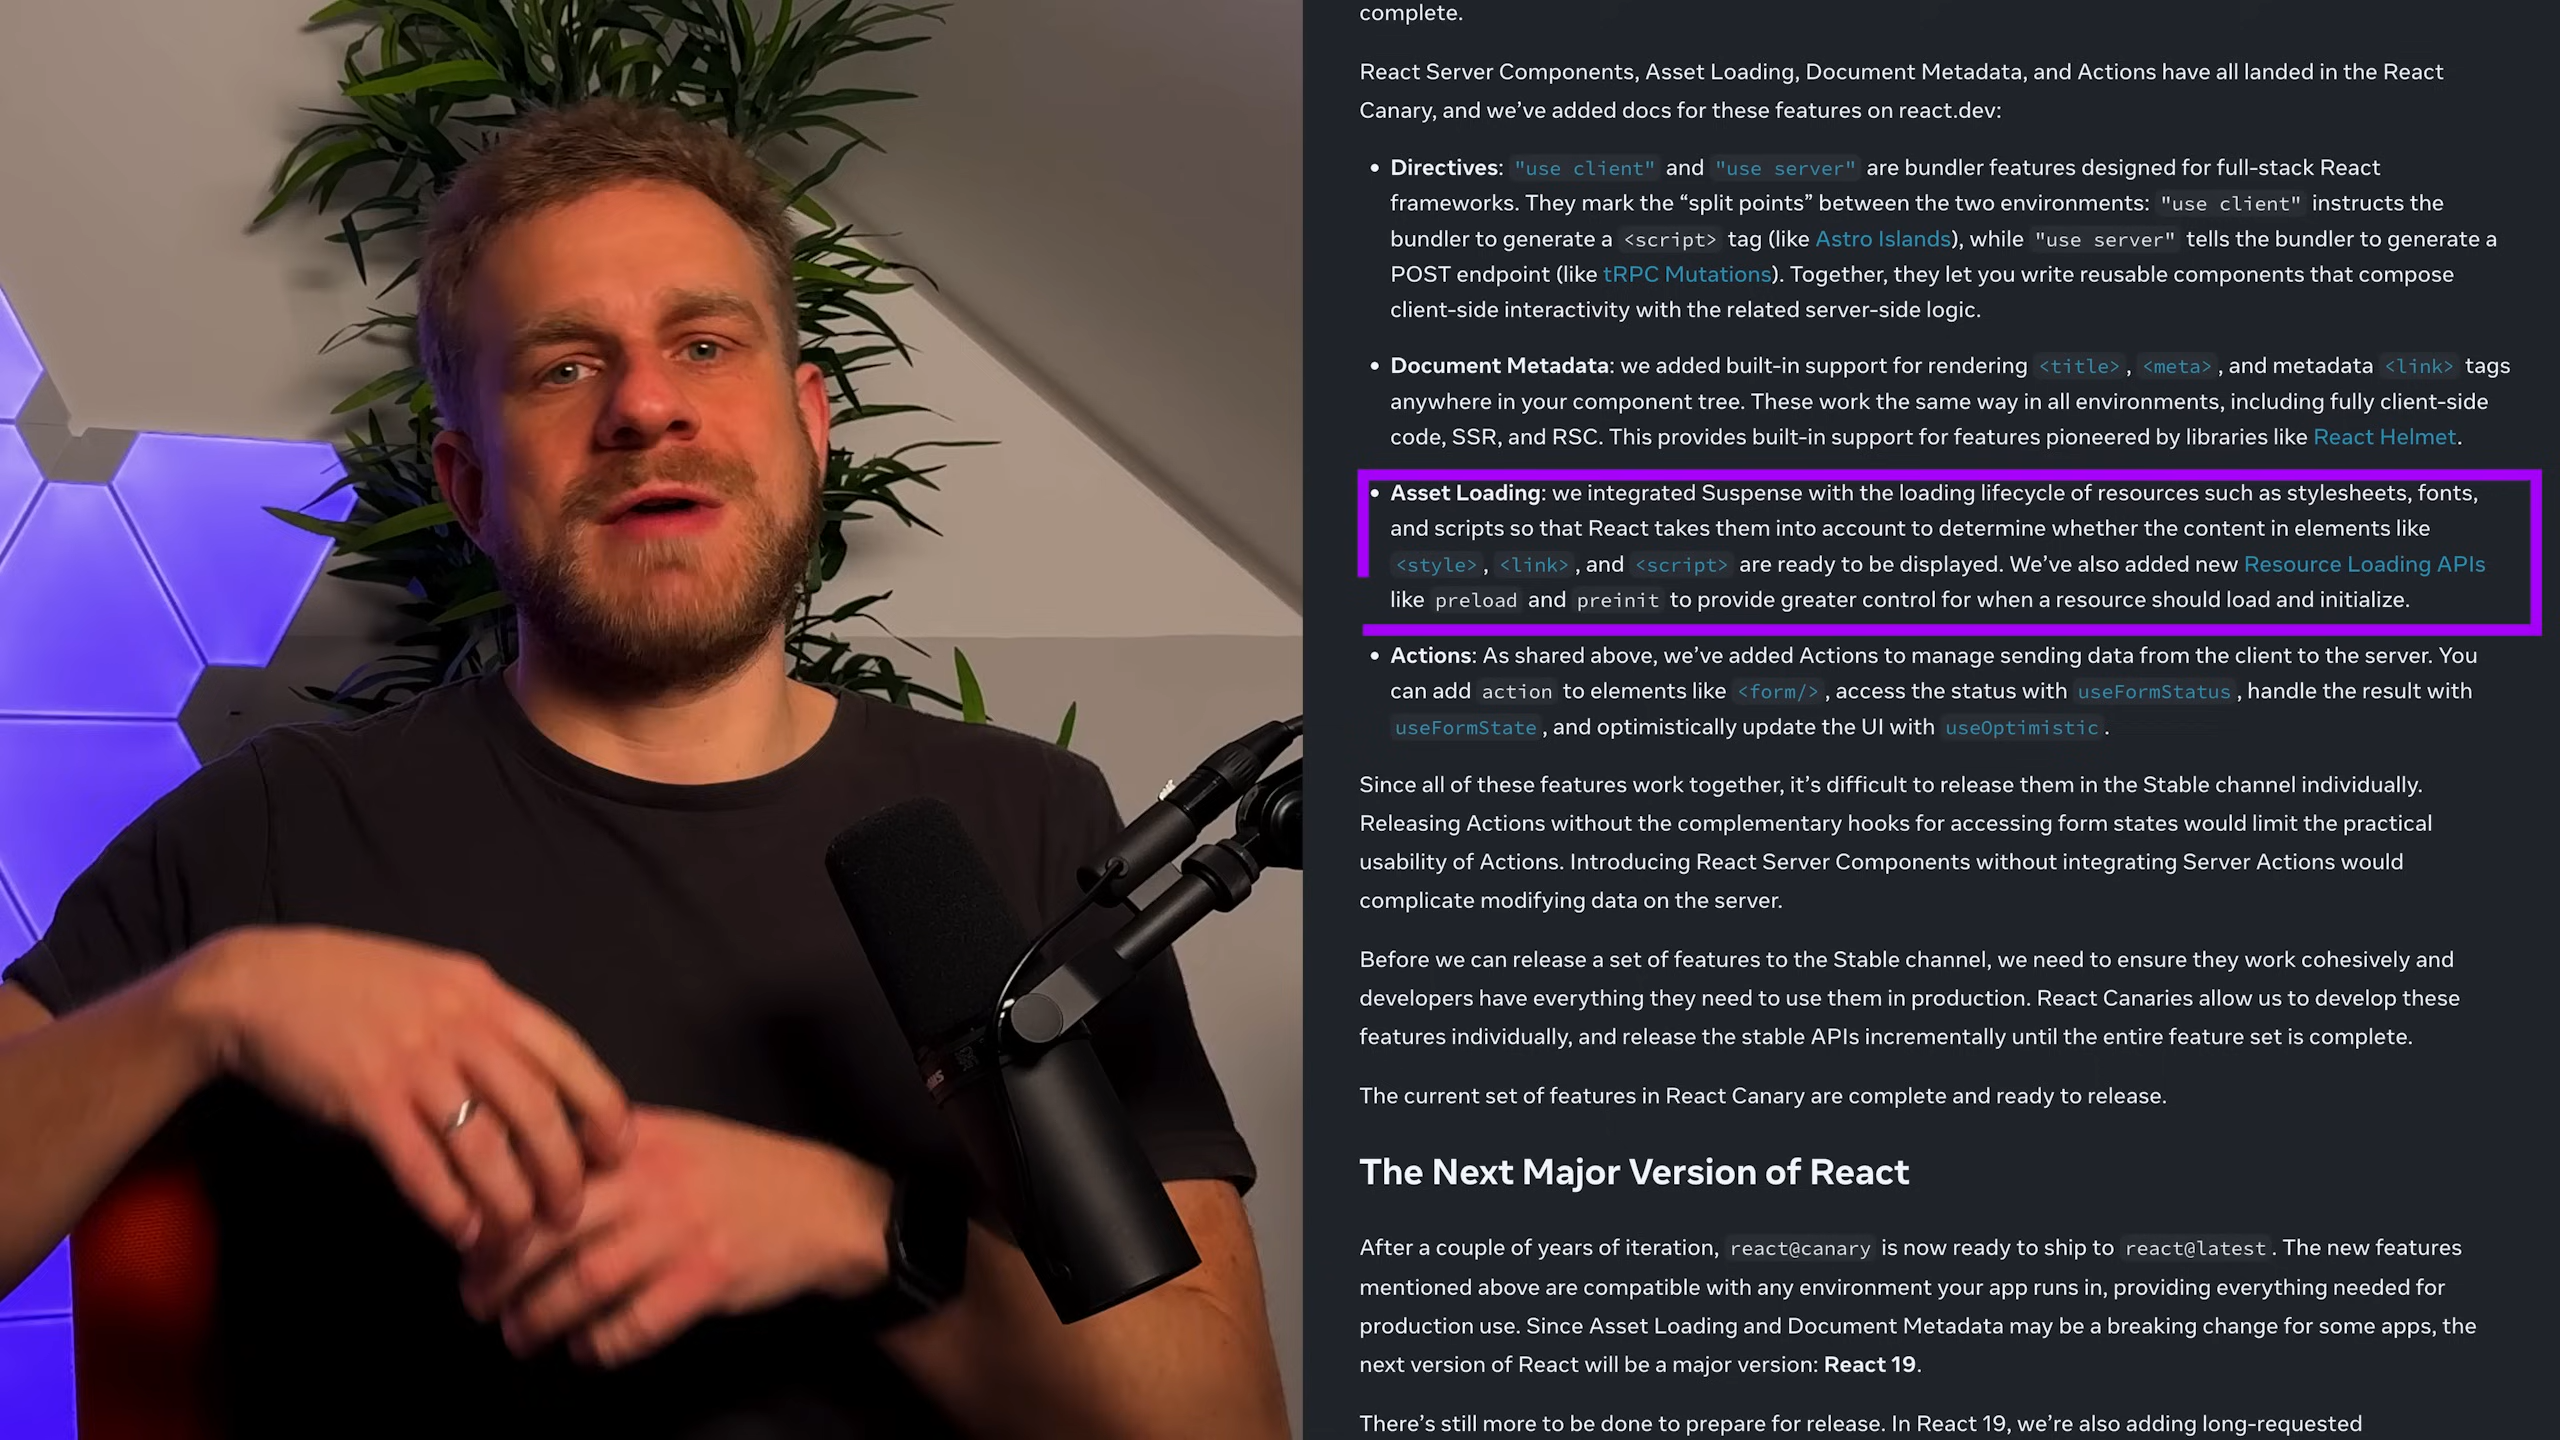 complete.
React Server Components, Asset Loading, Document Metadata, and Actions have all landed in the React
Canary, and we’ve added docs for these features on react.dev:
• Directives: "use client" and "use server" are bundler features designed for full-stack React
frameworks. They mark the “split points” between the two environments: "use client" instructs the
bundler to generate a <script> tag (like Astro Islands), while "use server" tells the bundler to generate a
POST endpoint (like tRPC Mutations). Together, they let you write reusable components that compose
client-side interactivity with the related server-side logic.
• Document Metadata: we added built-in support for rendering <title>, <meta>, and metadata <link> tags
anywhere in your component tree. These work the same way in all environments, including fully client-side
code, SSR, and RSC. This provides built-in support for features pioneered by libraries like React Helmet.
• Asset Loading: we integrated Suspense with the loading lifecycle of resources such as stylesheets, fonts,
and scripts so that React takes them into account to determine whether the content in elements like
<style>, <link>, and <script> are ready to be displayed. We’ve also added new Resource Loading APIs
like preload and preinit to provide greater control for when a resource should load and initialize.
• Actions: As shared above, we’ve added Actions to manage sending data from the client to the server. You
can add action to elements like <form/>, access the status with useFormStatus, handle the result with
useFormState, and optimistically update the UI with useOptimistic.
Since all of these features work together, it’s difficult to release them in the Stable channel individually.
Releasing Actions without the complementary hooks for accessing form states would limit the practical
usability of Actions. Introducing React Server Components without integrating Server Actions would
complicate modifying data on the server.
Before we can release a set of features to the Stable channel, we need to ensure they work cohesively and
developers have everything they need to use them in production. React Canaries allow us to develop these
features individually, and release the stable APIs incrementally until the entire feature set is complete.
The current set of features in React Canary are complete and ready to release.
The Next Major Version of React
After a couple of years of iteration, react@canary is now ready to ship to react@latest. The new features
mentioned above are compatible with any environment your app runs in, providing everything needed for
production use. Since Asset Loading and Document Metadata may be a breaking change for some apps, the
next version of React will be a major version: React 19.
There’s still more to be done to prepare for release. In React 19, we’re also adding long-requested